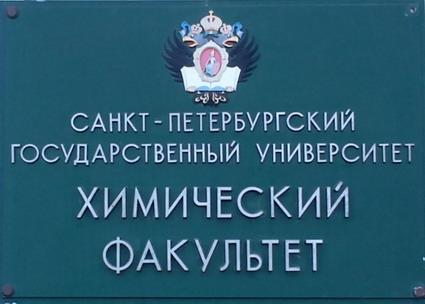 САНКТ-ПЕТЕРБУРГСКИЙ
ГОСУДАРСТВЕННЫЙ УНИВЕРСИТЕТ
ХИМИЧЕСКИЙ
ФАКУЛЬТЕТ